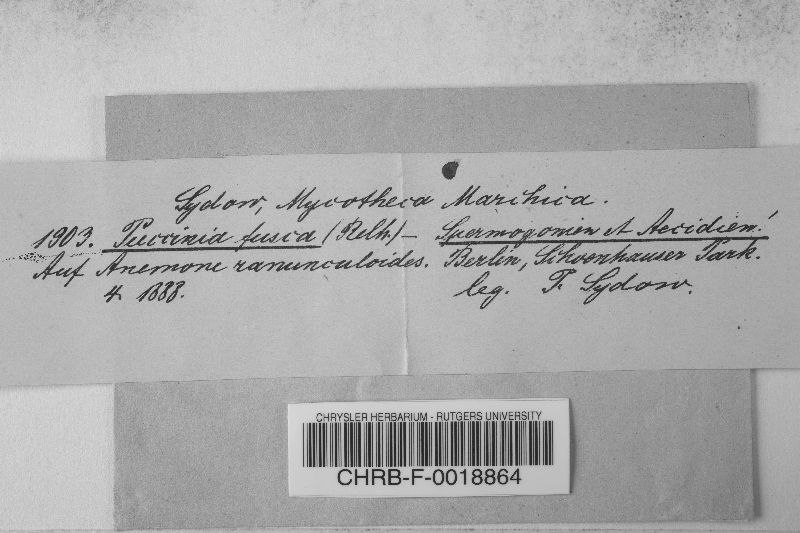 Sydow, Mycotheca Marchica.
1903. Puccinia fusca (Relh.) — Spermogonien et Aecidien!
Auf Anemone ranunculoides. Berlin, Schoenhauser Park.
4 1888. leg. P. Sydow.
CHRYSLER HERBARIUM - RUTGERS UNIVERSITY
CHRB-F-0018864